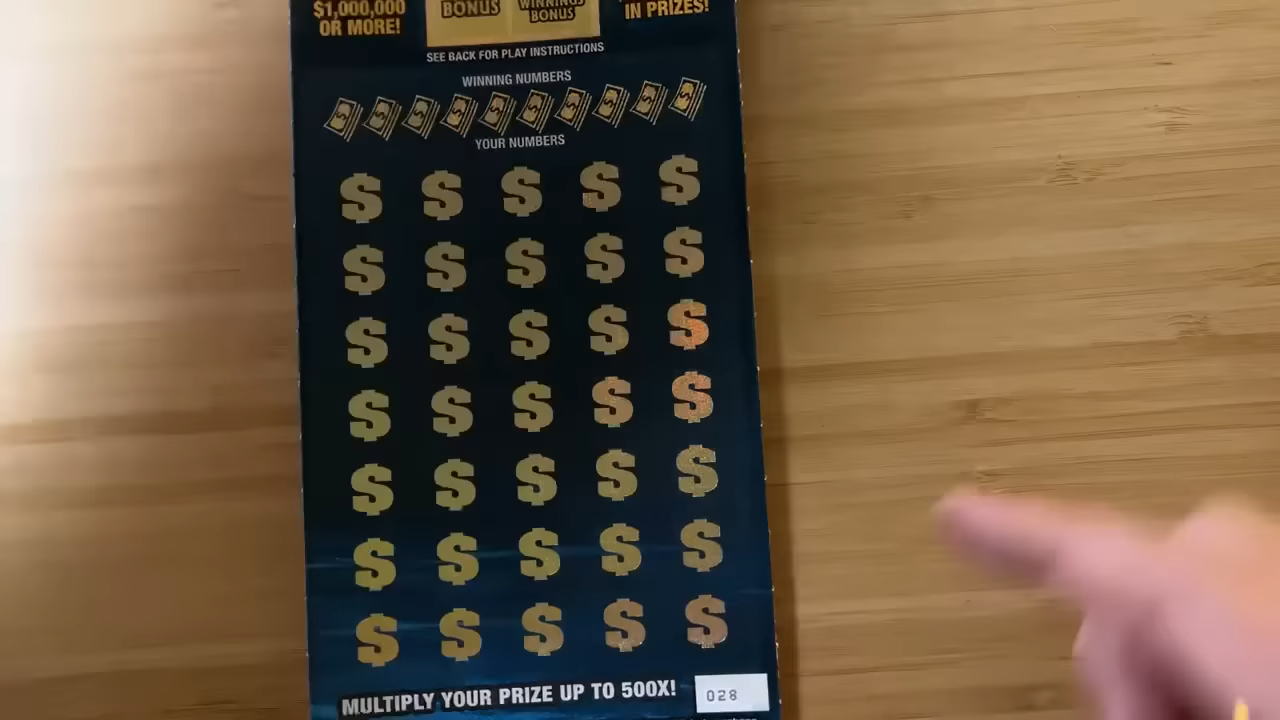 $1,000,000
OR MORE!
BONUS
WINNINGS
BONUS
IN PRIZES!
SEE BACK FOR PLAY INSTRUCTIONS
WINNING NUMBERS
YOUR NUMBERS
MULTIPLY YOUR PRIZE UP TO 500X!
028